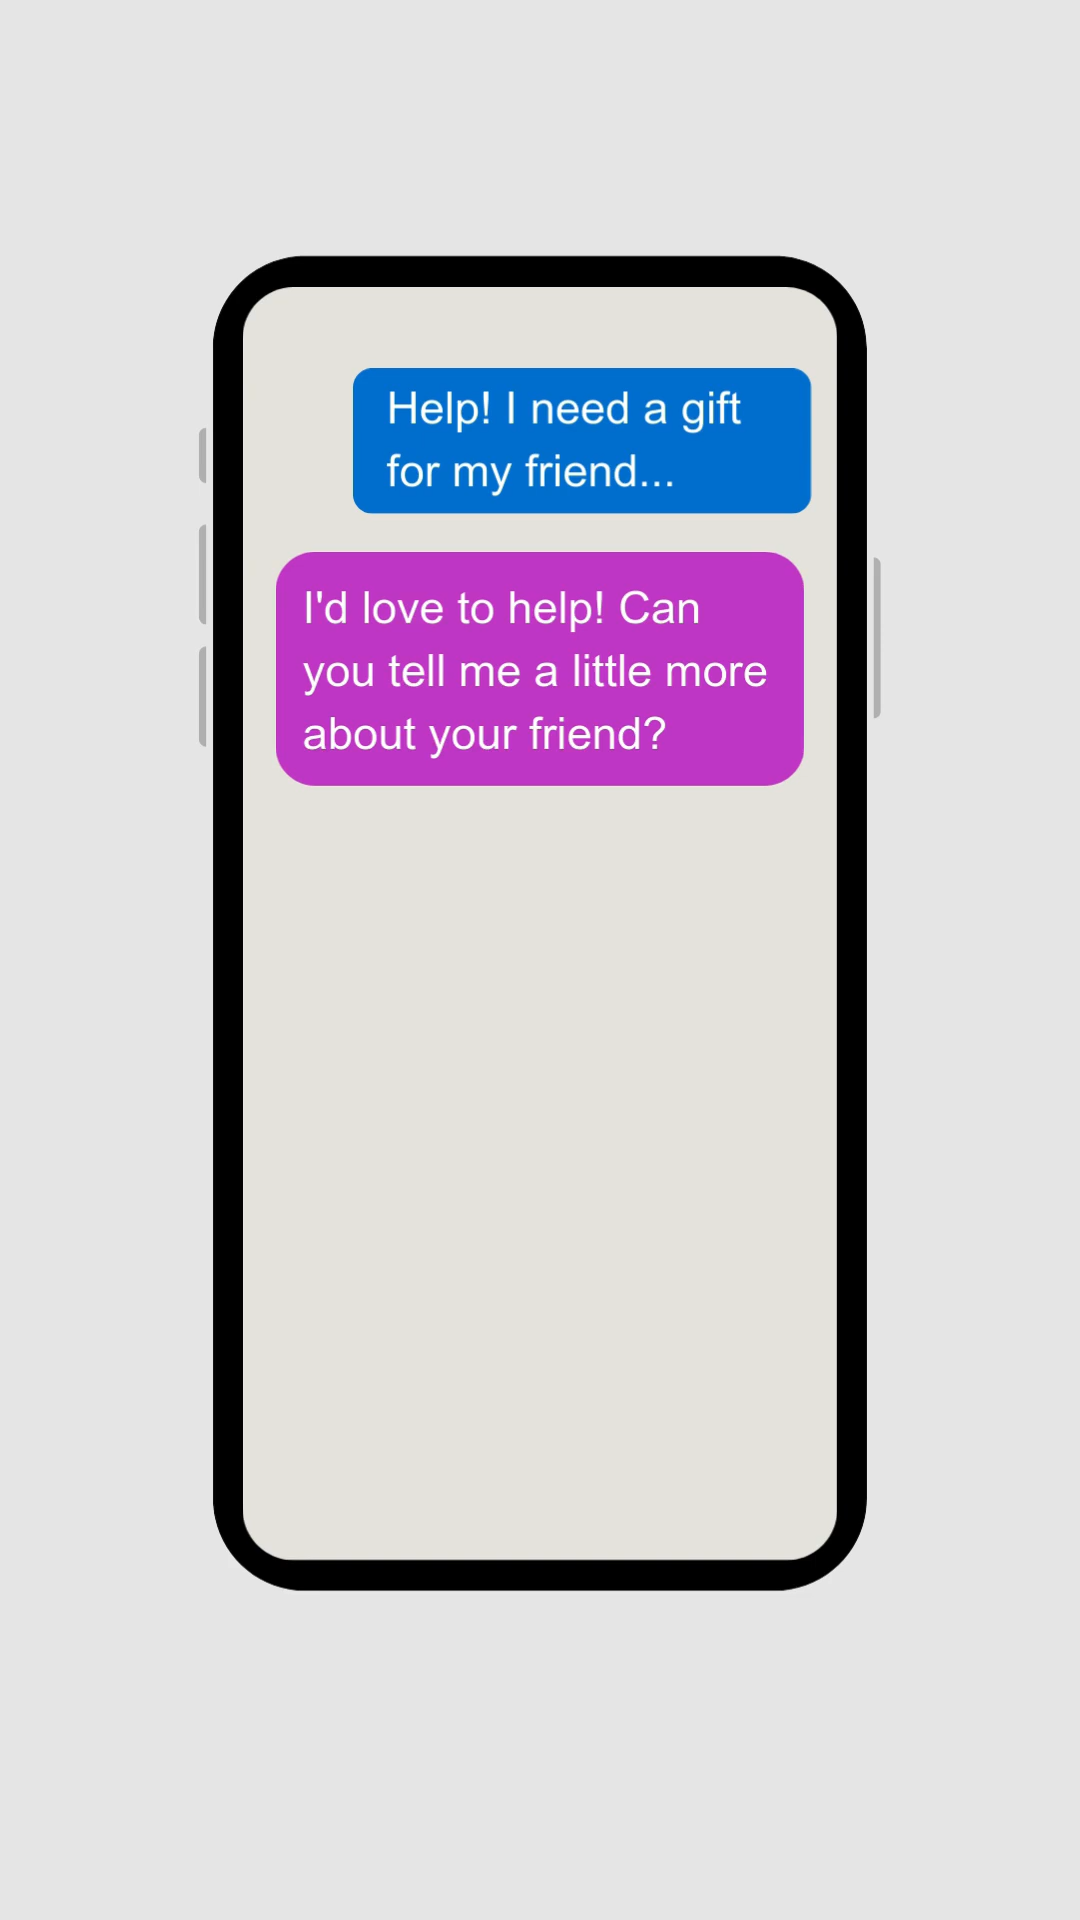 Help! I need a gift
for my friend...
I'd love to help! Can
you tell me a little more
about your friend?